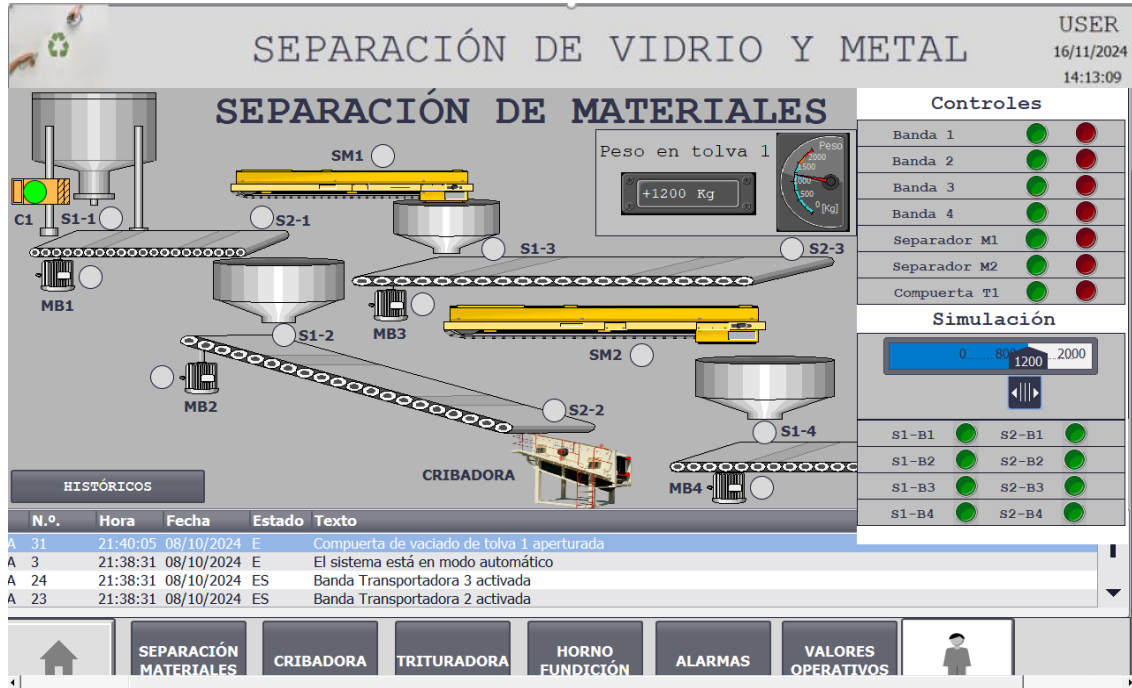 SEPARACIÓN DE VIDRIO Y METAL
USER
16/11/2024
14:13:09
SEPARACIÓN DE MATERIALES
Peso en tolva 1
+1200 Kg
Peso
2000
1500
1000
500
0
[Kg]
SM1
C1
S1-1
S2-1
S1-3
S2-3
MB1
S1-2
MB3
SM2
MB2
S2-2
S1-4
CRIBADORA
MB4
HISTÓRICOS
Controles
Banda 1
Banda 2
Banda 3
Banda 4
Separador M1
Separador M2
Compuerta T1
Simulación
0 800 2000
1200
S1-B1 S2-B1
S1-B2 S2-B2
S1-B3 S2-B3
S1-B4 S2-B4
N.º. Hora Fecha Estado Texto
A 31 21:40:05 08/10/2024 E Compuerta de vaciado de tolva 1 aperturada
A 3 21:38:31 08/10/2024 E El sistema está en modo automático
A 24 21:38:31 08/10/2024 ES Banda Transportadora 3 activada
A 23 21:38:31 08/10/2024 ES Banda Transportadora 2 activada
SEPARACIÓN
MATERIALES
CRIBADORA
TRITURADORA
HORNO
FUNDICIÓN
ALARMAS
VALORES
OPERATIVOS